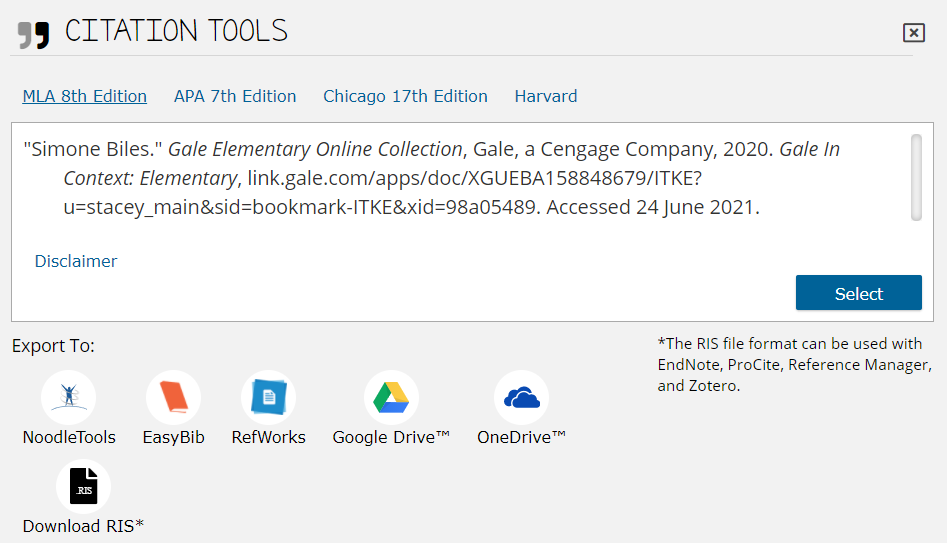 CITATION TOOLS
MLA 8th Edition APA 7th Edition Chicago 17th Edition Harvard
"Simone Biles." Gale Elementary Online Collection, Gale, a Cengage Company, 2020. Gale In
Context: Elementary, link.gale.com/apps/doc/XGUEBA158848679/ITKE?
u=stacey_main&sid=bookmark-ITKE&xid=98a05489. Accessed 24 June 2021.
Disclaimer
Select
Export To:
*The RIS file format can be used with
EndNote, ProCite, Reference Manager,
and Zotero.
NoodleTools EasyBib RefWorks Google Drive™ OneDrive™
.RIS
Download RIS*